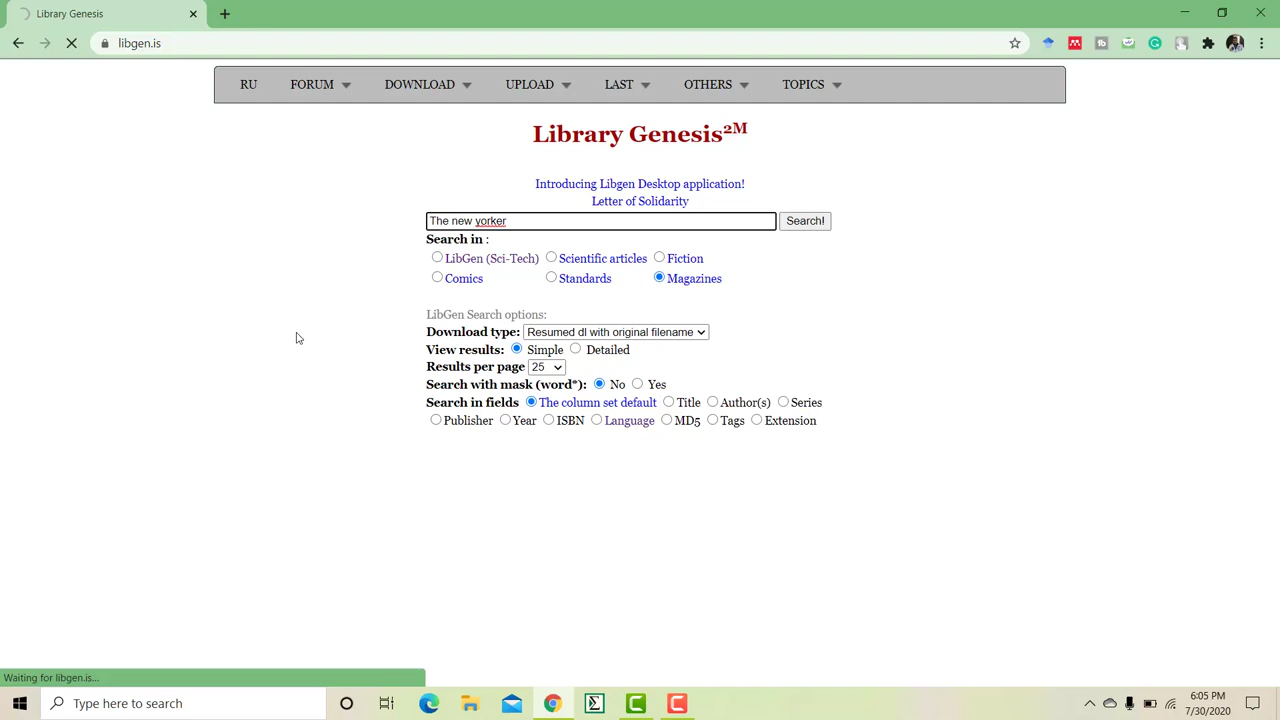 Library Genesis
libgen.is
RU FORUM DOWNLOAD UPLOAD LAST OTHERS TOPICS
Library Genesis2M
Introducing Libgen Desktop application!
Letter of Solidarity
The new yorker Search!
Search in :
LibGen (Sci-Tech) Scientific articles Fiction
Comics Standards Magazines
LibGen Search options:
Download type: Resumed dl with original filename
View results: Simple Detailed
Results per page 25
Search with mask (word*): No Yes
Search in fields The column set default Title Author(s) Series
Publisher Year ISBN Language MD5 Tags Extension
Waiting for libgen.is...
Type here to search
6:05 PM
7/30/2020